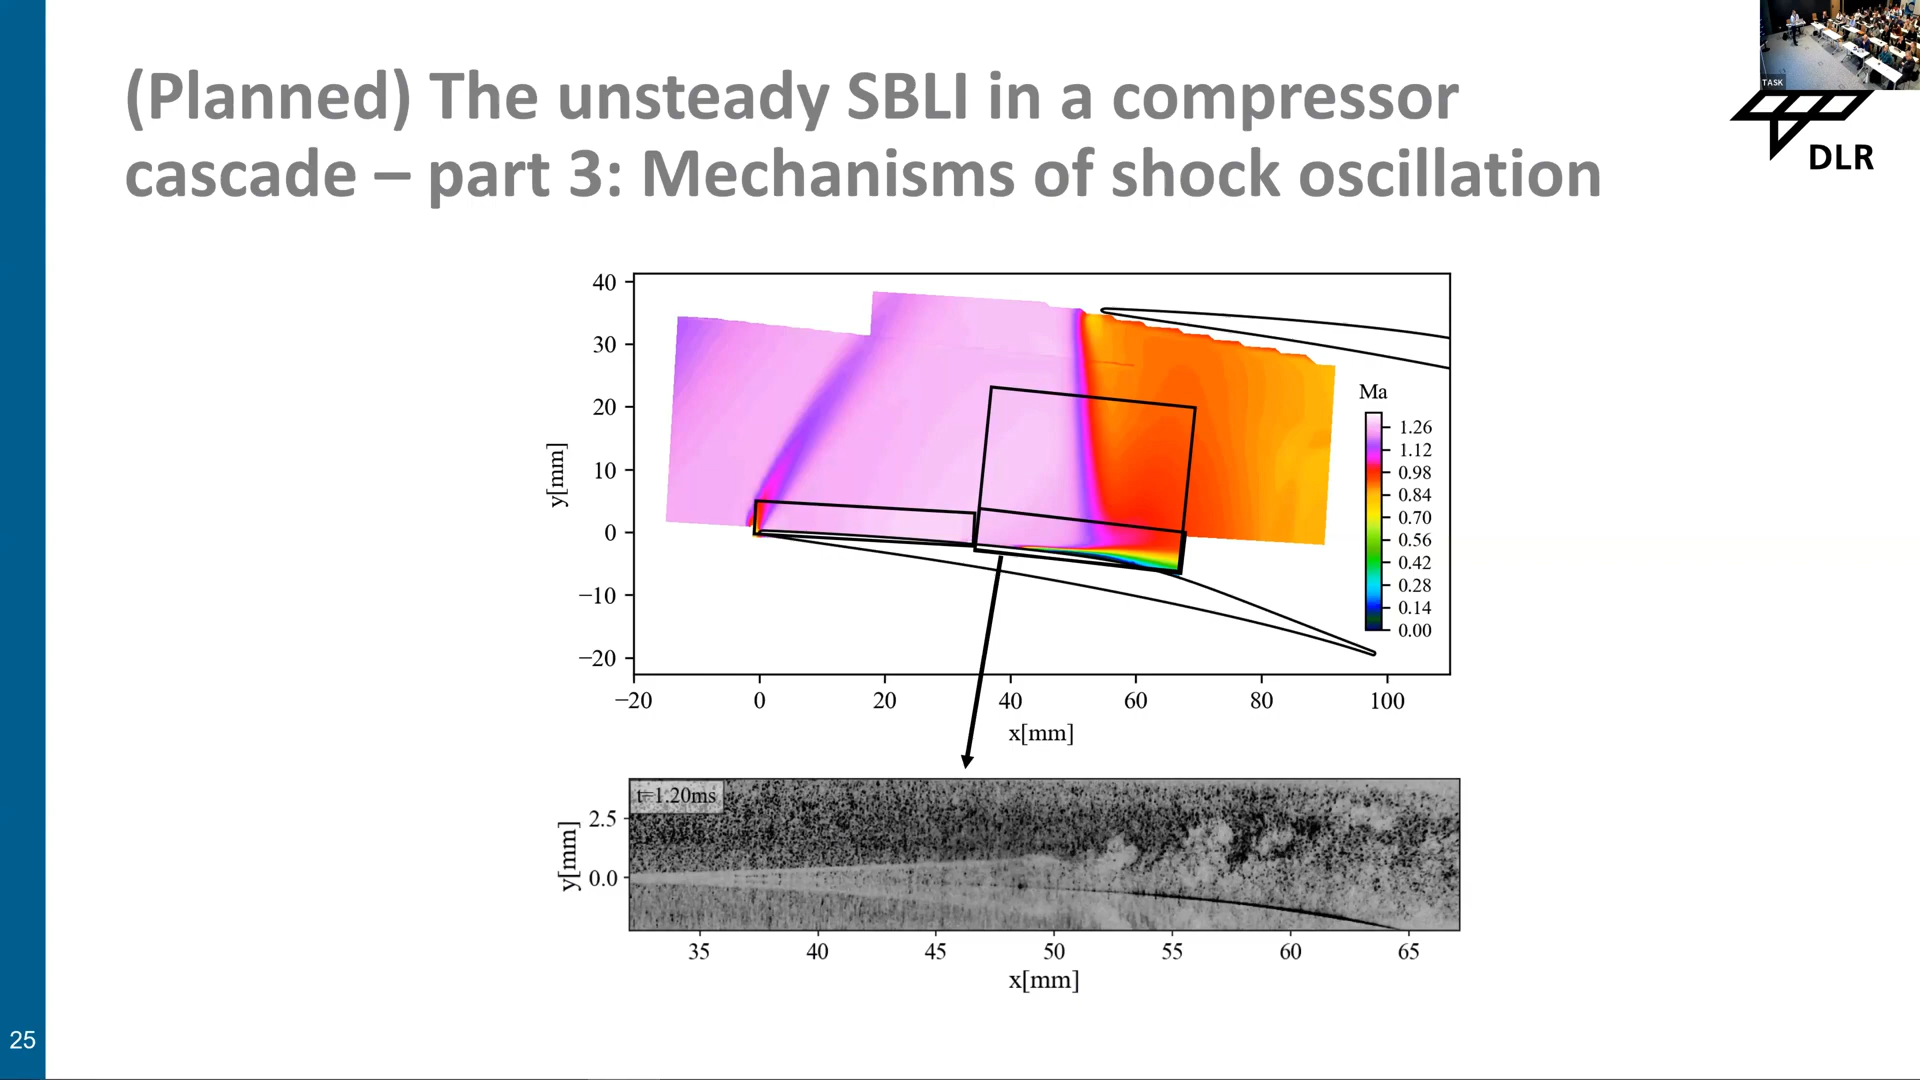 TASK
(Planned) The unsteady SBLI in a compressor
cascade – part 3: Mechanisms of shock oscillation
DLR
40
30
20
10
0
−10
−20
y[mm]
Ma
1.26
1.12
0.98
0.84
0.70
0.56
0.42
0.28
0.14
0.00
−20 0 20 40 60 80 100
x[mm]
t=1.20ms
2.5
0.0
y[mm]
35 40 45 50 55 60 65
x[mm]
25